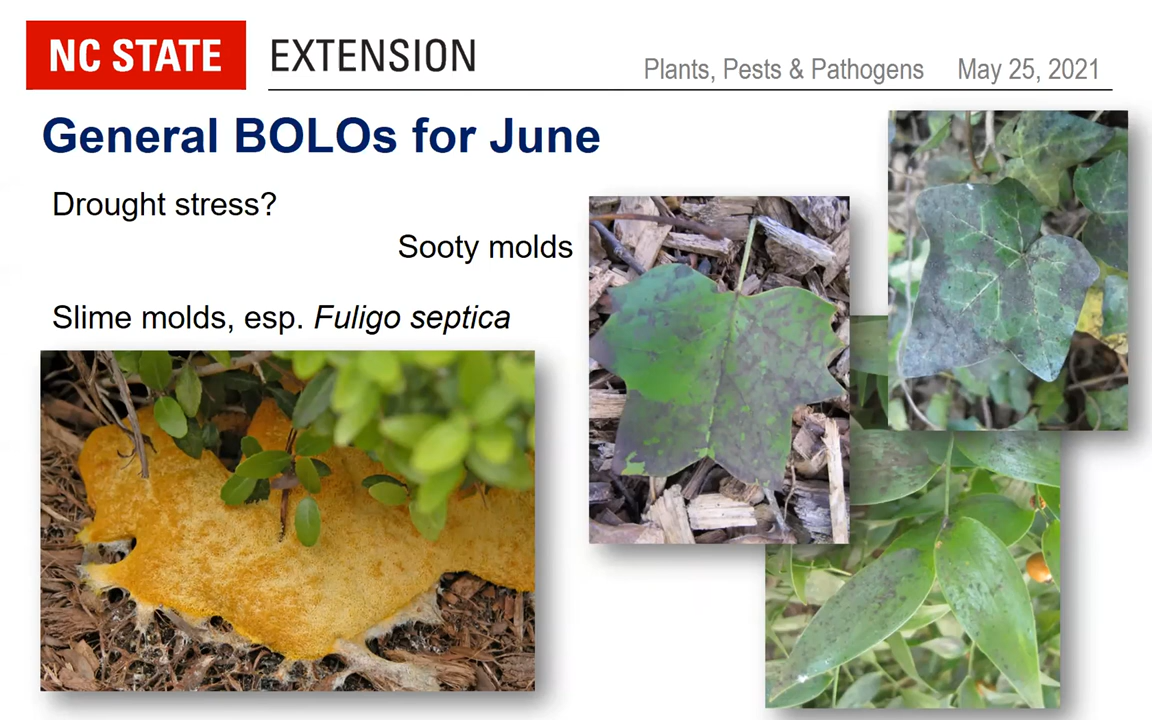 NC STATE EXTENSION
Plants, Pests & Pathogens May 25, 2021
General BOLOs for June
Drought stress?
Sooty molds
Slime molds, esp. Fuligo septica